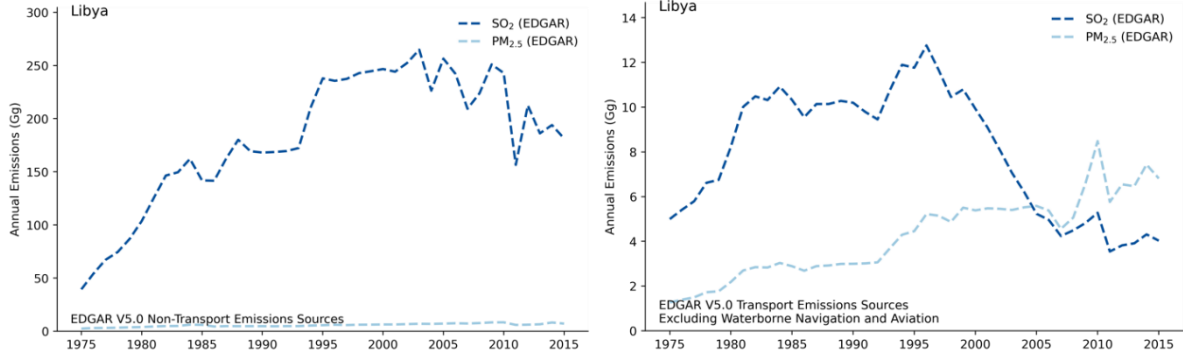 Libya
SO₂ (EDGAR)
PM₂.₅ (EDGAR)
Annual Emissions (Gg)
300
250
200
150
100
50
0
EDGAR V5.0 Non-Transport Emissions Sources
1975 1980 1985 1990 1995 2000 2005 2010 2015
Libya
SO₂ (EDGAR)
PM₂.₅ (EDGAR)
Annual Emissions (Gg)
14
12
10
8
6
4
2
0
EDGAR V5.0 Transport Emissions Sources
Excluding Waterborne Navigation and Aviation
1975 1980 1985 1990 1995 2000 2005 2010 2015